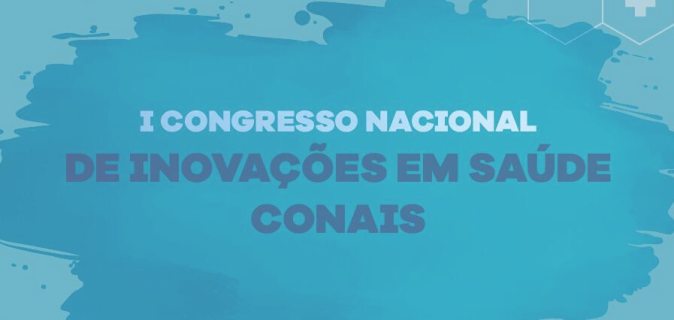 I CONGRESSO NACIONAL
DE INOVAÇÕES EM SAÚDE
CONAIS